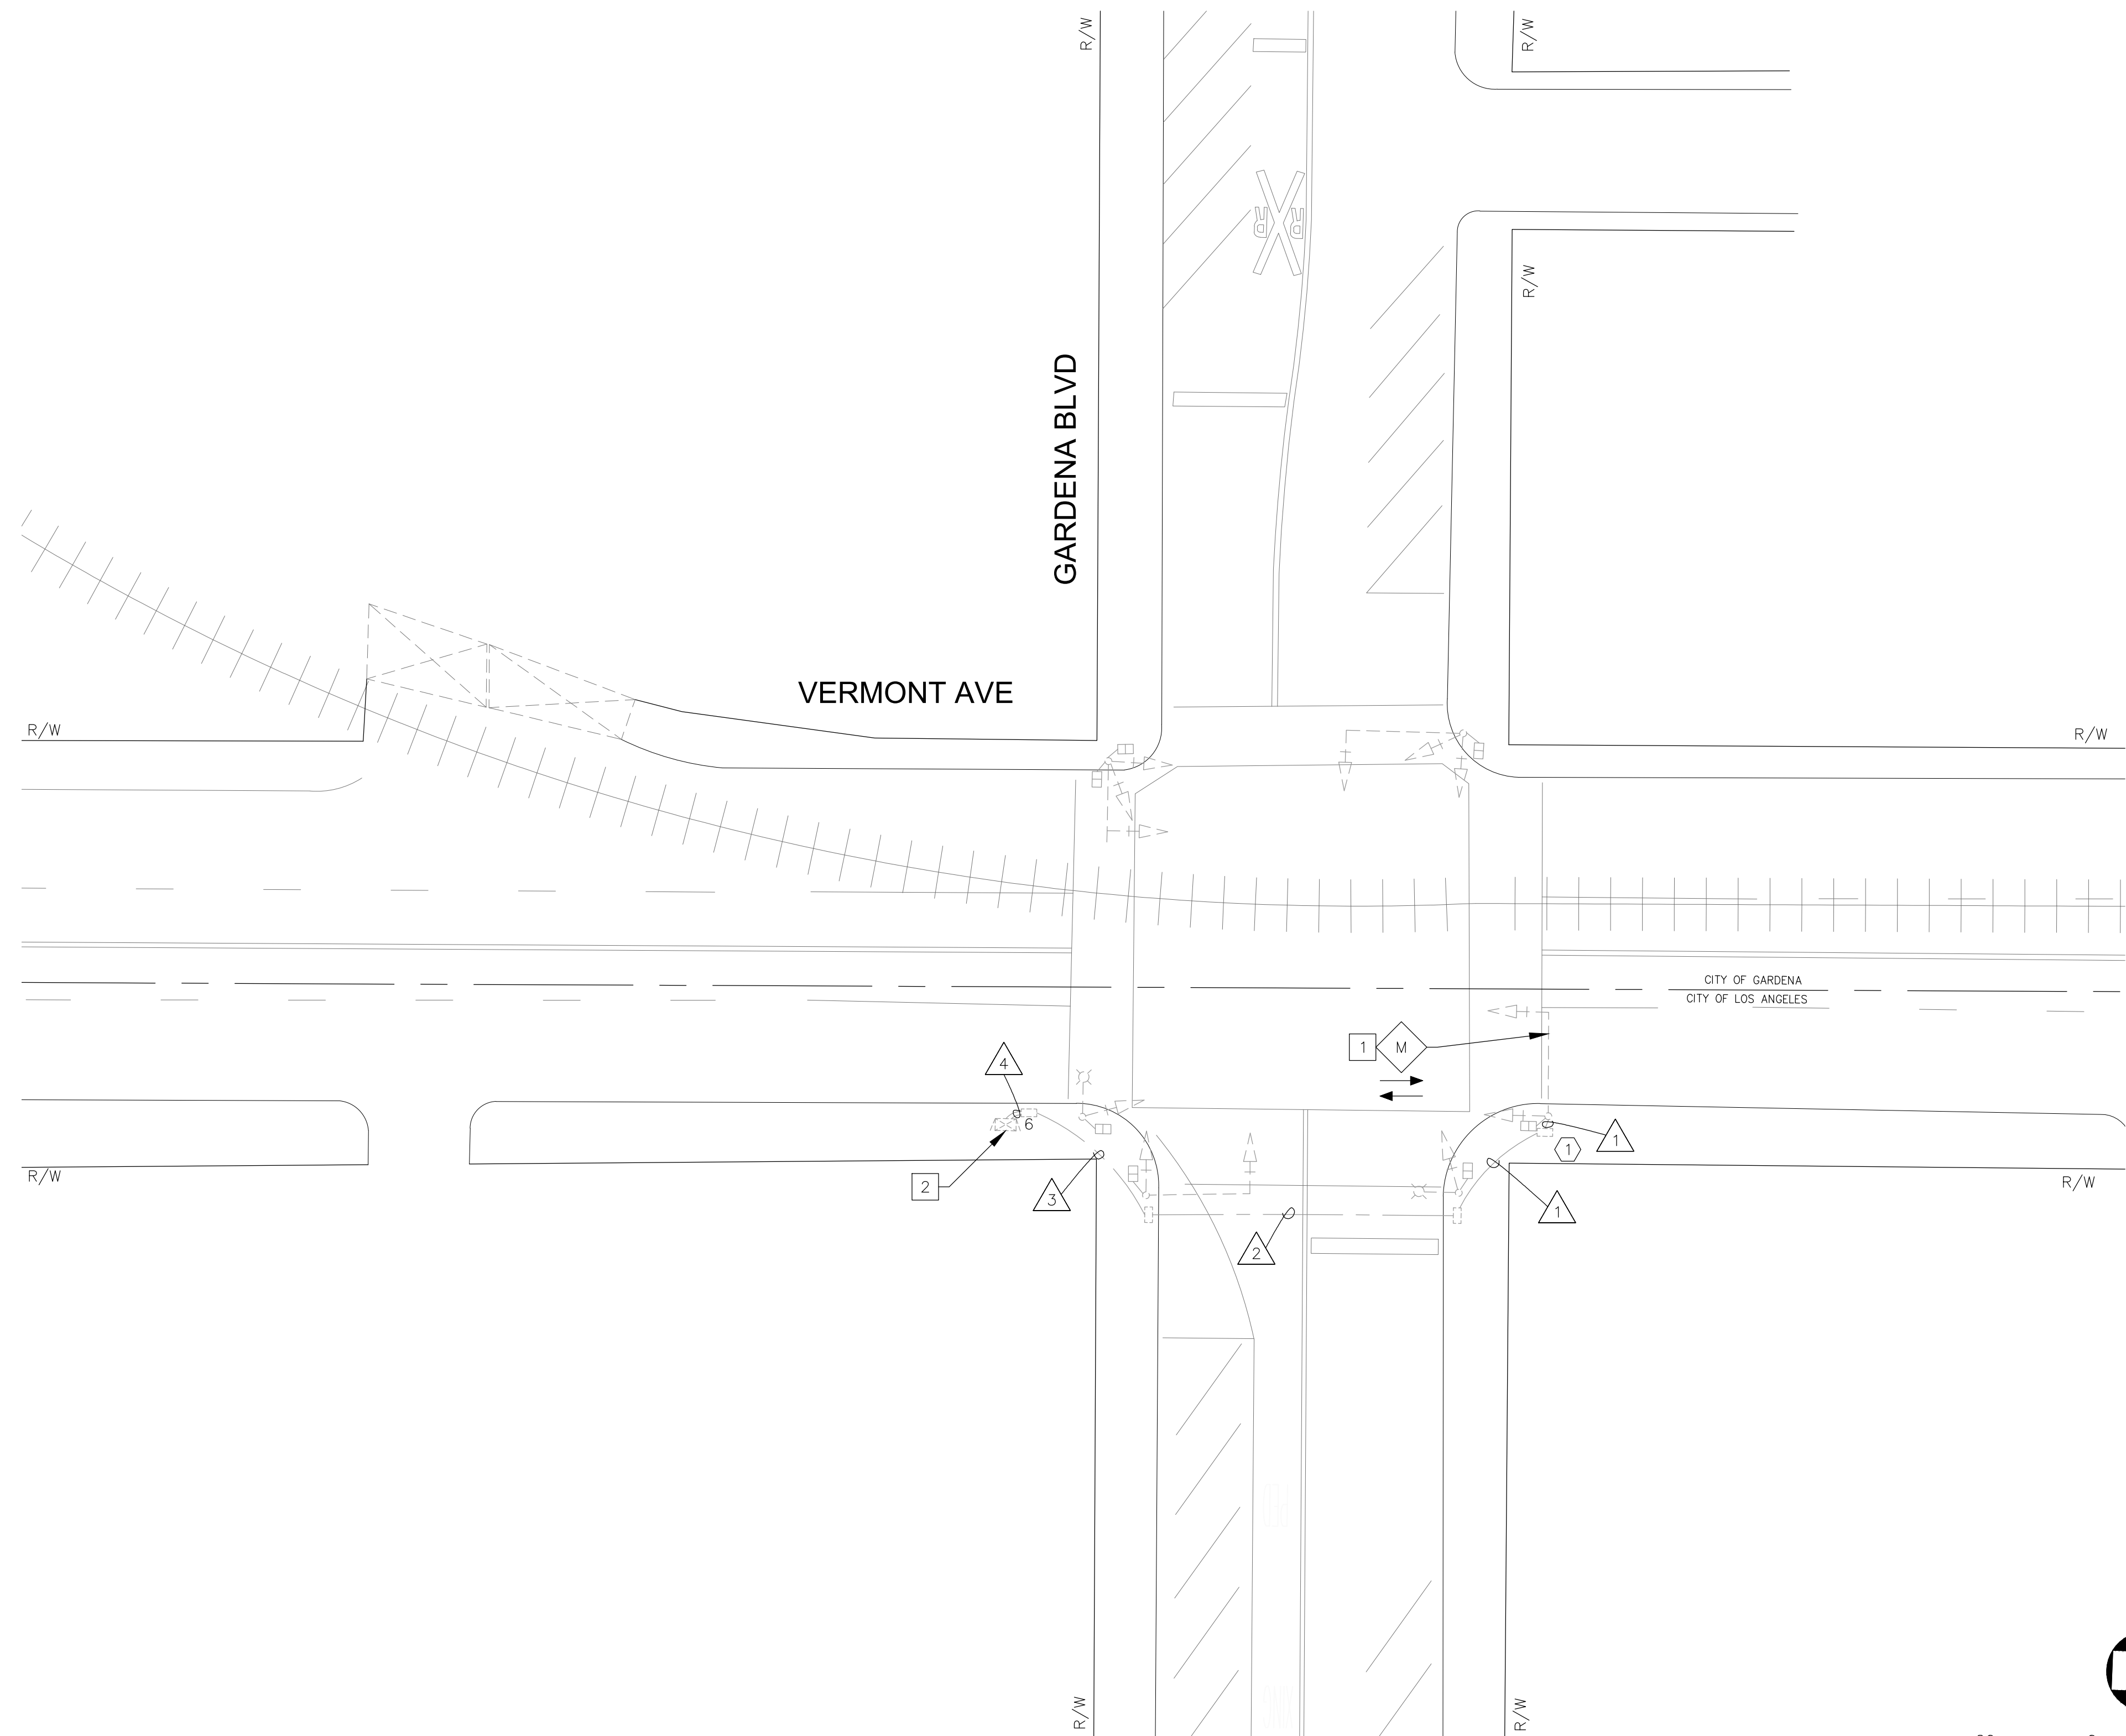 R/W
R/W
R/W
GARDENA BLVD
VERMONT AVE
R/W
R/W
CITY OF GARDENA
CITY OF LOS ANGELES
1 M
4
6
1
1
2
3
2
1
R/W
R/W
R/W
R/W